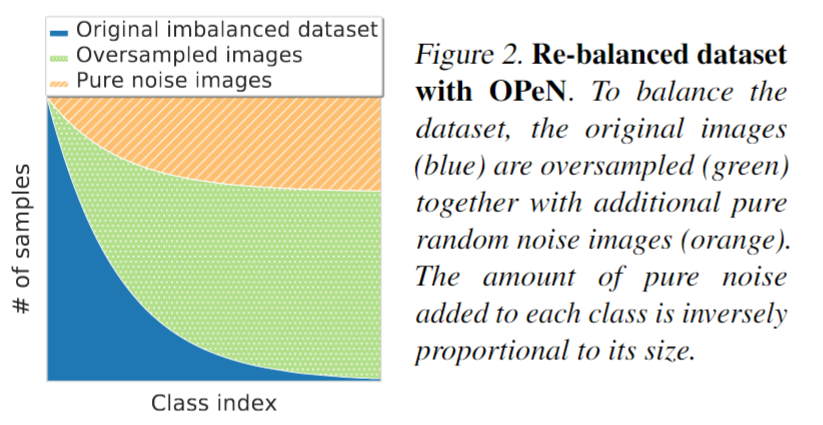 Original imbalanced dataset
Oversampled images
Pure noise images
# of samples
Class index
Figure 2. Re-balanced dataset
with OPeN. To balance the
dataset, the original images
(blue) are oversampled (green)
together with additional pure
random noise images (orange).
The amount of pure noise
added to each class is inversely
proportional to its size.